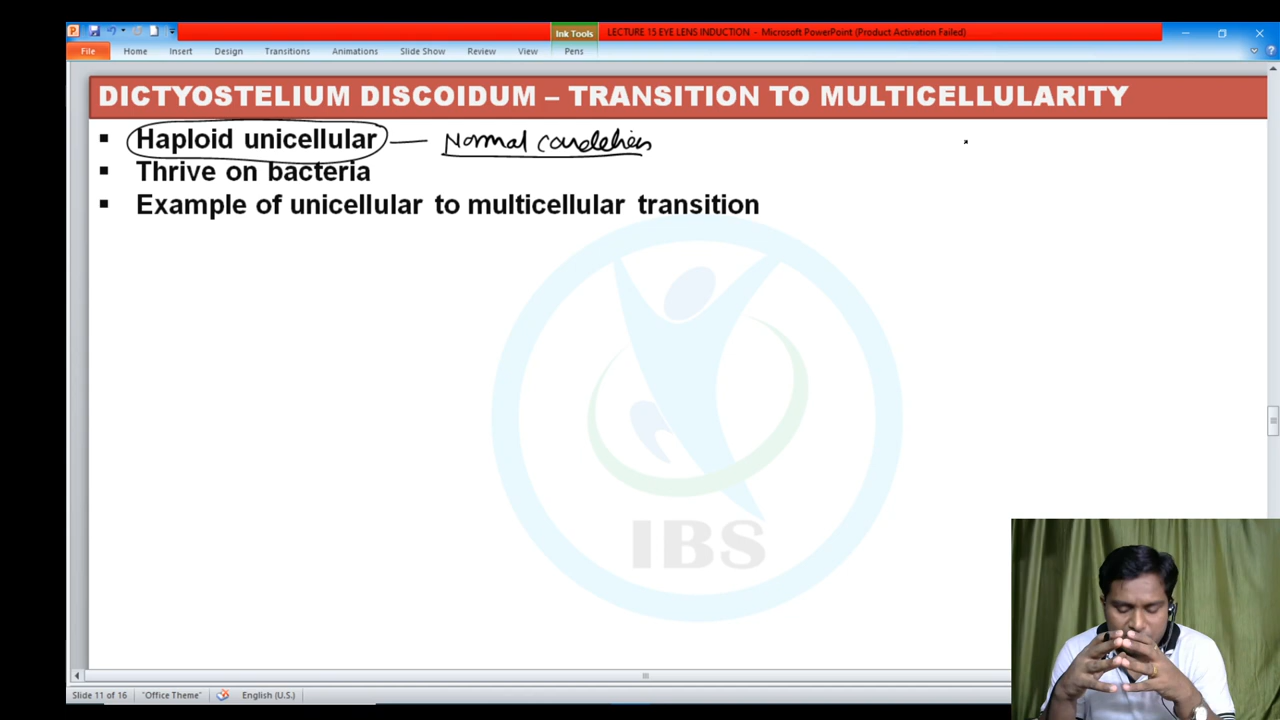 LECTURE 15 EYE LENS INDUCTION - Microsoft PowerPoint (Product Activation Failed)
Ink Tools
File Home Insert Design Transitions Animations Slide Show Review View Pens
DICTYOSTELIUM DISCOIDUM – TRANSITION TO MULTICELLULARITY
▪ Haploid unicellular — Normal conditions
▪ Thrive on bacteria
▪ Example of unicellular to multicellular transition
IBS
Slide 11 of 16 "Office Theme" English (U.S.)